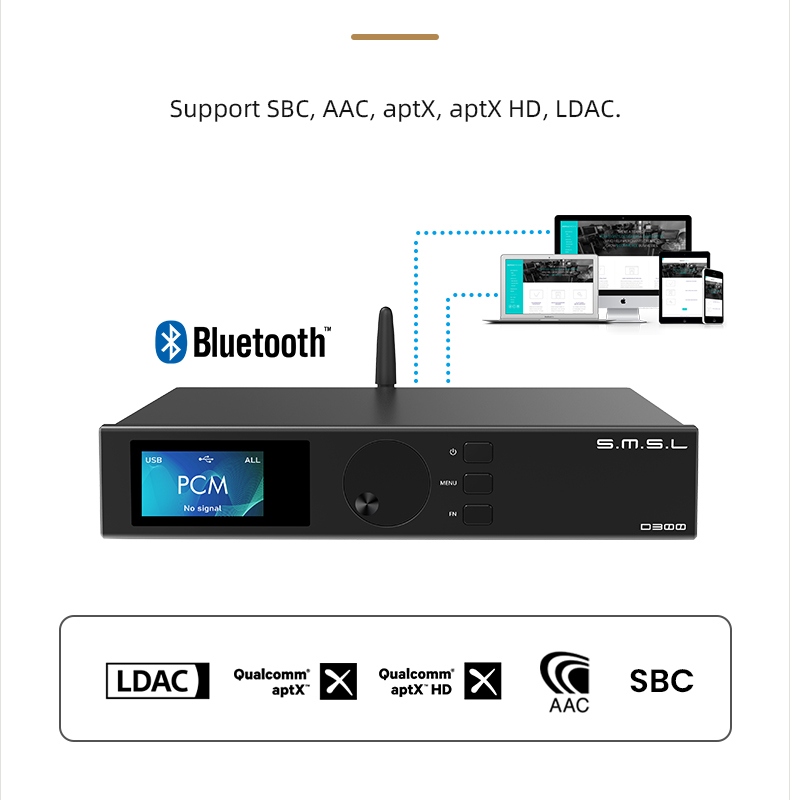 Support SBC, AAC, aptX, aptX HD, LDAC.
Bluetooth™
USB
ALL
PCM
No signal
MENU
FN
S.M.S.L
D300
LDAC
Qualcomm®
aptX™
Qualcomm®
aptX™ HD
AAC
SBC